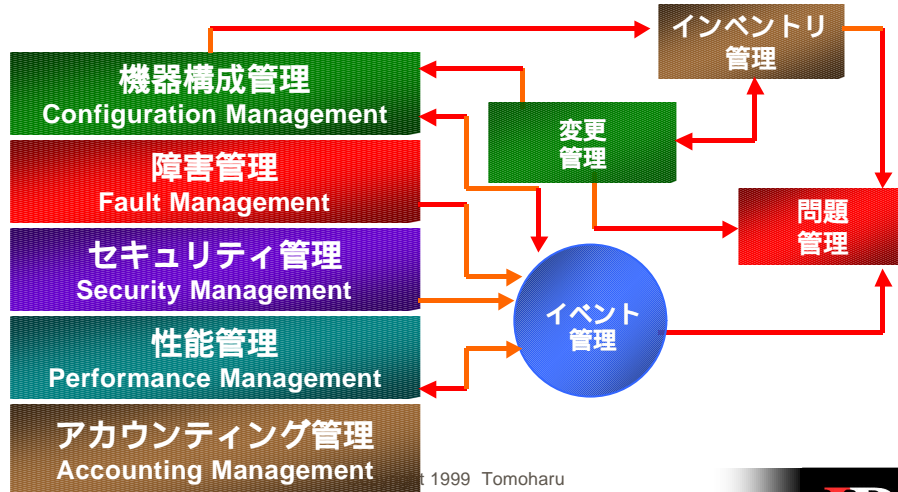 インベントリ
管理
機器構成管理
Configuration Management
変更
管理
障害管理
Fault Management
問題
管理
セキュリティ管理
Security Management
イベント
管理
性能管理
Performance Management
アカウンティング管理
Accounting Management
1999 Tomoharu